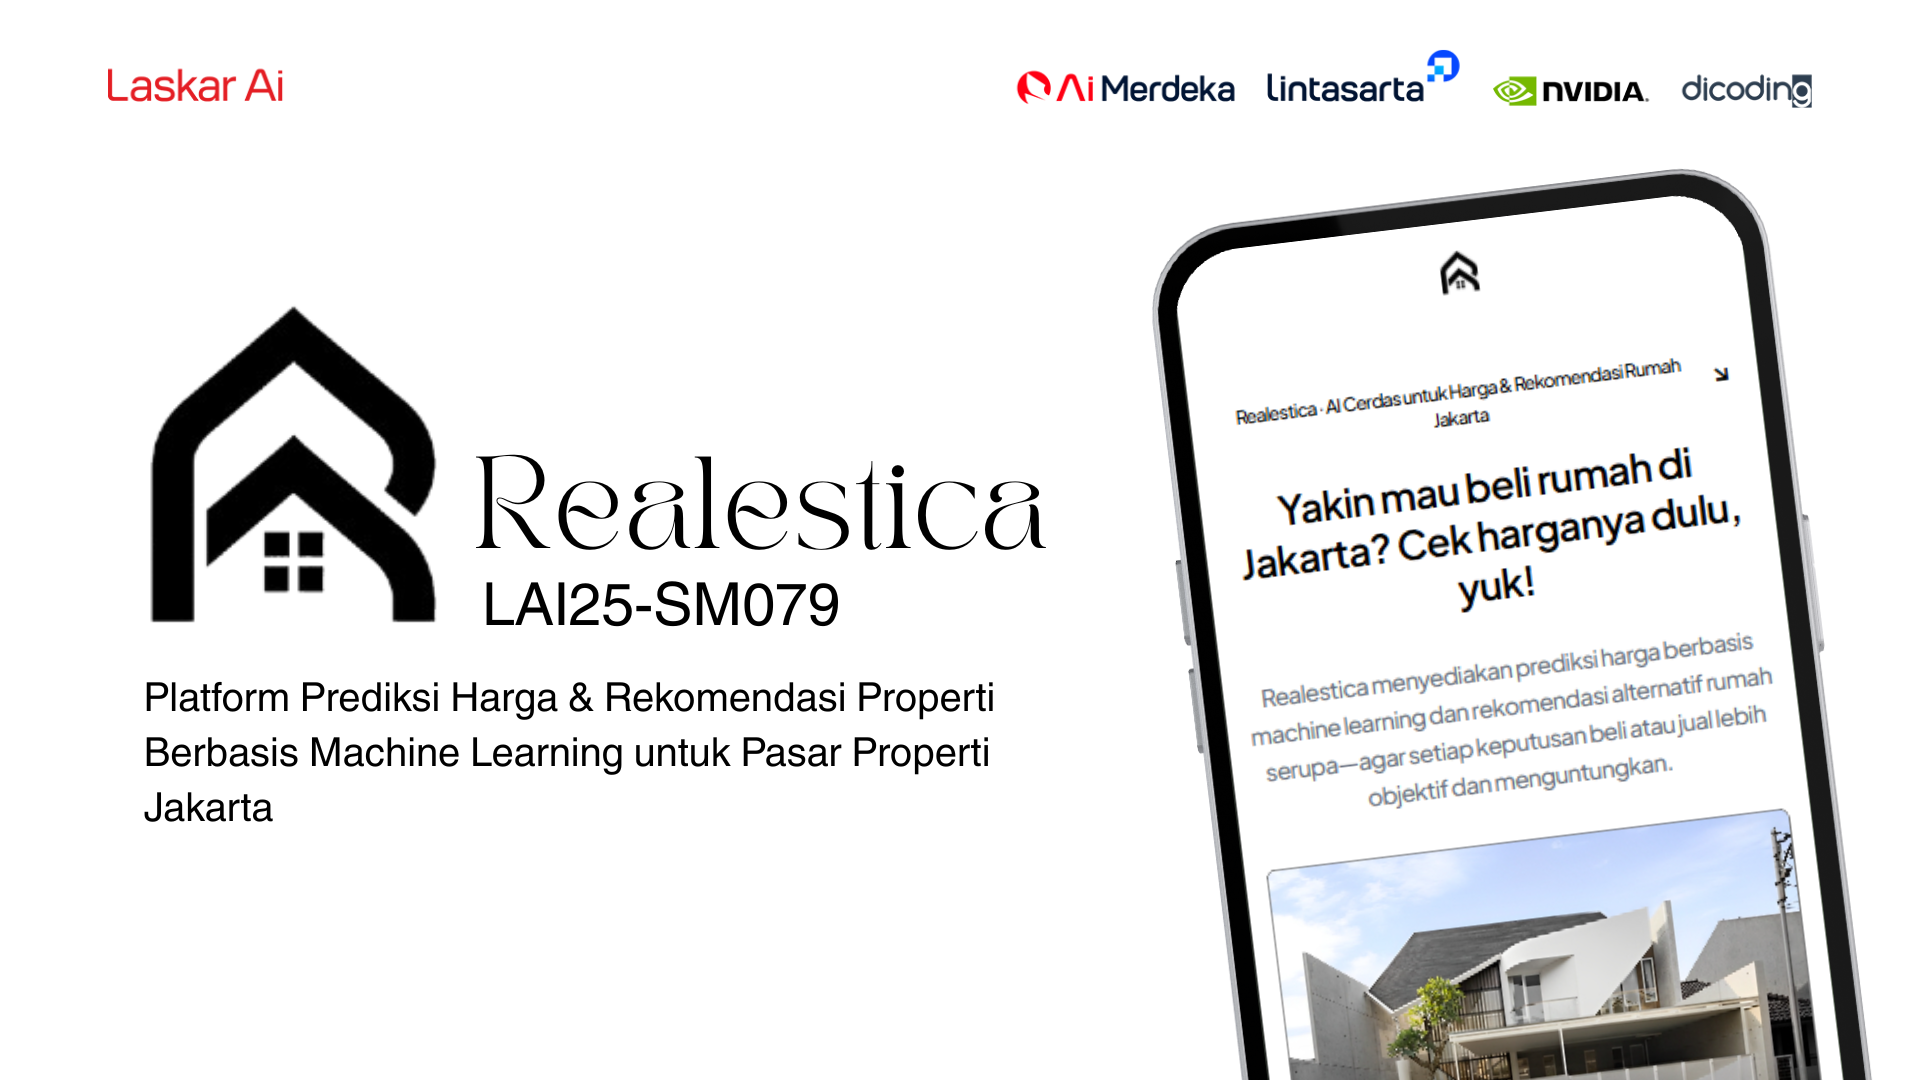 Laskar Ai
Ai Merdeka
lintasarta
NVIDIA.
dicoding
Realestica
LAI25-SM079
Platform Prediksi Harga & Rekomendasi Properti
Berbasis Machine Learning untuk Pasar Properti
Jakarta
Realestica · AI Cerdas untuk Harga & Rekomendasi Rumah
Jakarta
Yakin mau beli rumah di
Jakarta? Cek harganya dulu,
yuk!
Realestica menyediakan prediksi harga berbasis
machine learning dan rekomendasi alternatif rumah
serupa—agar setiap keputusan beli atau jual lebih
objektif dan menguntungkan.